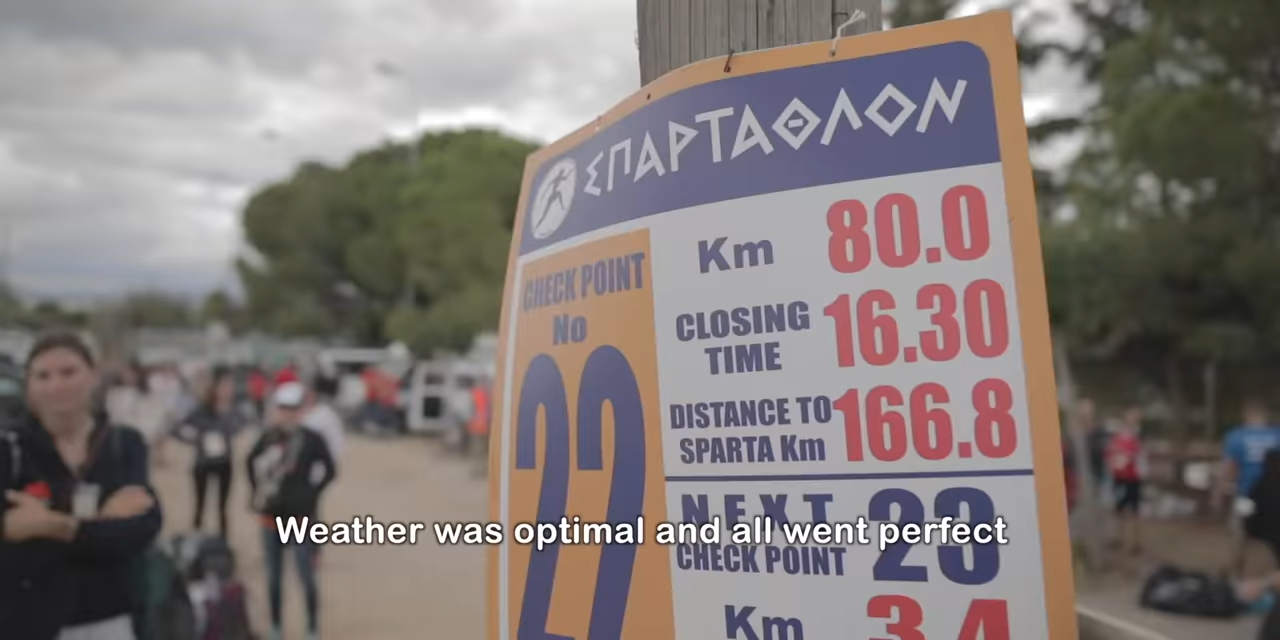 ΣΠΑΡΤΑΘΛΟΝ
CHECK POINT
No
22
Km 80.0
CLOSING
TIME
16.30
DISTANCE TO
SPARTA Km
166.8
NEXT
CHECK POINT
23
Km 3.4
Weather was optimal and all went perfect